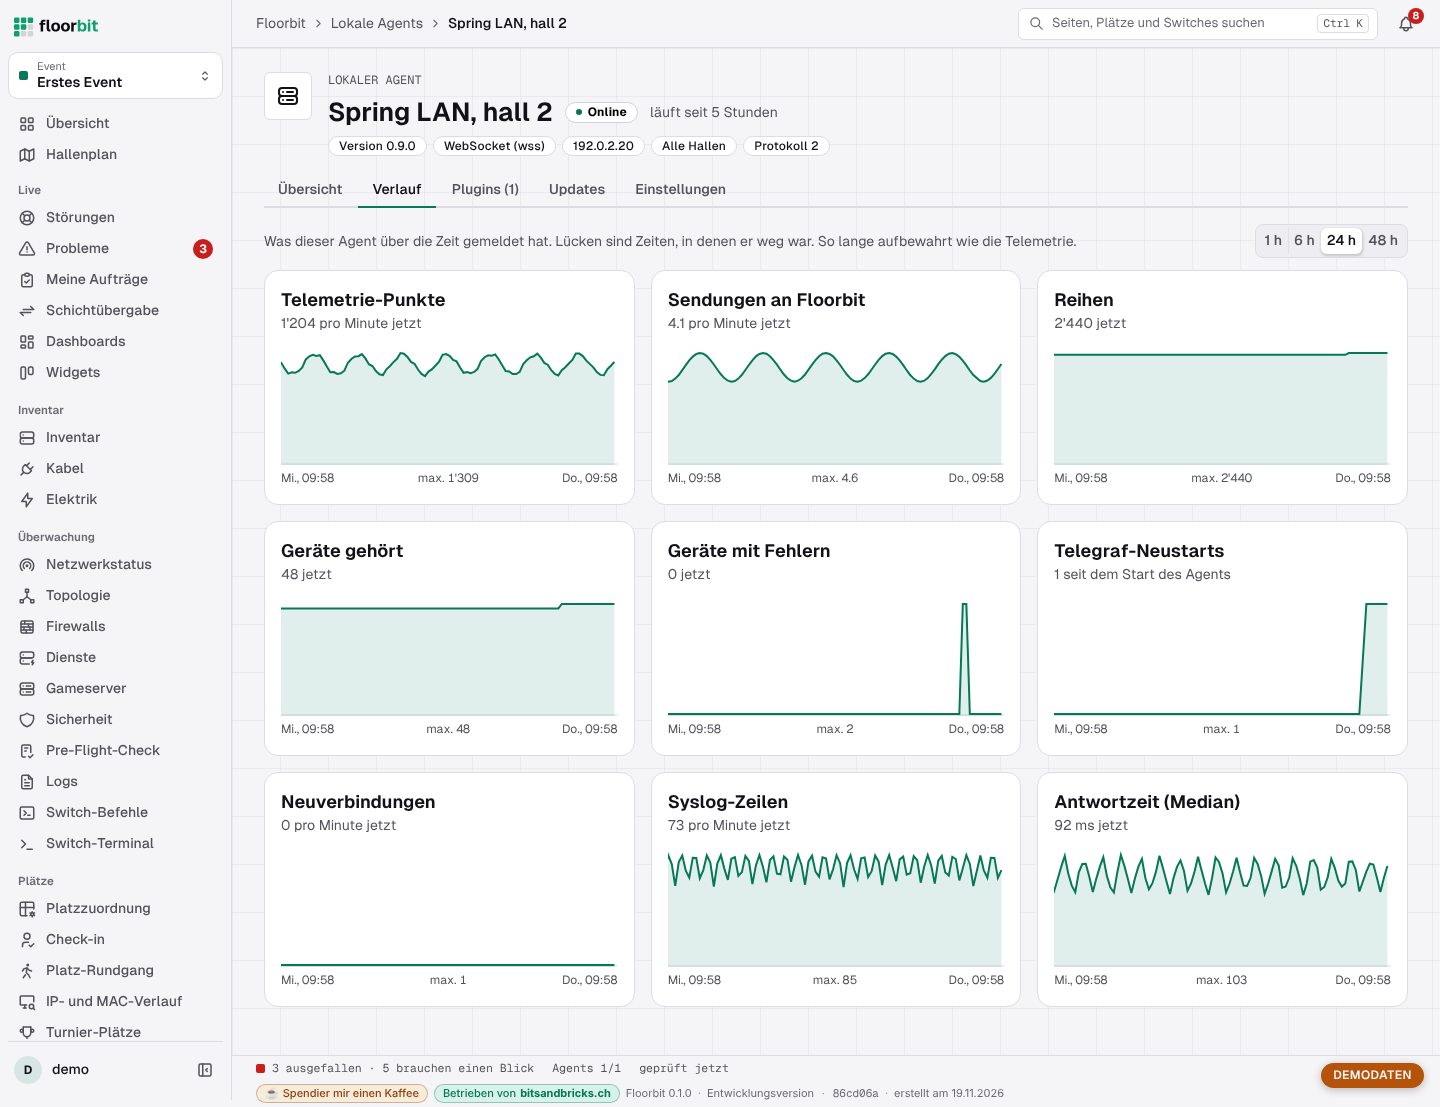 floorbit
Event
Erstes Event
Übersicht
Hallenplan
Live
Störungen
Probleme 3
Meine Aufträge
Schichtübergabe
Dashboards
Widgets
Inventar
Inventar
Kabel
Elektrik
Überwachung
Netzwerkstatus
Topologie
Firewalls
Dienste
Gameserver
Sicherheit
Pre-Flight-Check
Logs
Switch-Befehle
Switch-Terminal
Plätze
Platzzuordnung
Check-in
Platz-Rundgang
IP- und MAC-Verlauf
Turnier-Plätze
D demo
Floorbit > Lokale Agents > Spring LAN, hall 2
Seiten, Plätze und Switches suchen Ctrl K
8
LOKALER AGENT
Spring LAN, hall 2 Online läuft seit 5 Stunden
Version 0.9.0 WebSocket (wss) 192.0.2.20 Alle Hallen Protokoll 2
Übersicht Verlauf Plugins (1) Updates Einstellungen
Was dieser Agent über die Zeit gemeldet hat. Lücken sind Zeiten, in denen er weg war. So lange aufbewahrt wie die Telemetrie.
1 h 6 h 24 h 48 h
Telemetrie-Punkte
1'204 pro Minute jetzt
Mi., 09:58 max. 1'309 Do., 09:58
Sendungen an Floorbit
4.1 pro Minute jetzt
Mi., 09:58 max. 4.6 Do., 09:58
Reihen
2'440 jetzt
Mi., 09:58 max. 2'440 Do., 09:58
Geräte gehört
48 jetzt
Mi., 09:58 max. 48 Do., 09:58
Geräte mit Fehlern
0 jetzt
Mi., 09:58 max. 2 Do., 09:58
Telegraf-Neustarts
1 seit dem Start des Agents
Mi., 09:58 max. 1 Do., 09:58
Neuverbindungen
0 pro Minute jetzt
Mi., 09:58 max. 1 Do., 09:58
Syslog-Zeilen
73 pro Minute jetzt
Mi., 09:58 max. 85 Do., 09:58
Antwortzeit (Median)
92 ms jetzt
Mi., 09:58 max. 103 Do., 09:58
3 ausgefallen · 5 brauchen einen Blick Agents 1/1 geprüft jetzt
Spendier mir einen Kaffee Betrieben von bitsandbricks.ch Floorbit 0.1.0 · Entwicklungsversion · 86cd06a · erstellt am 19.11.2026
DEMODATEN